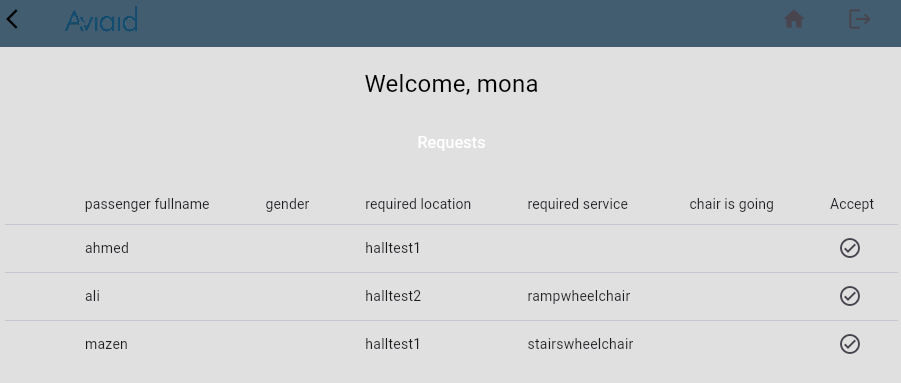 Aviaid
Welcome, mona
Requests
passenger fullname gender required location required service chair is going Accept
ahmed halltest1
ali halltest2 rampwheelchair
mazen halltest1 stairswheelchair